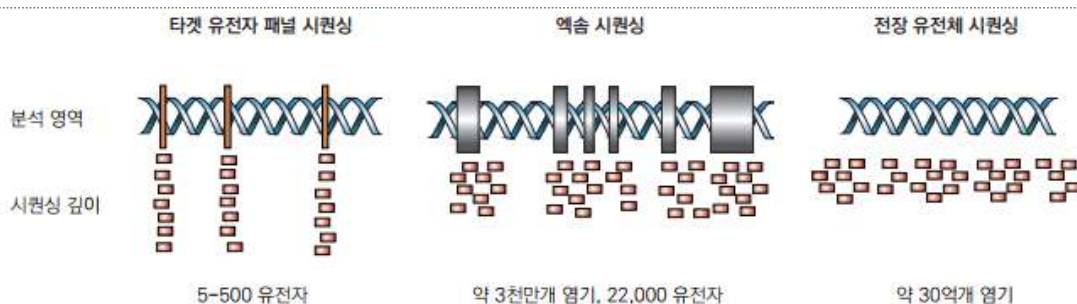 타겟 유전자 패널 시퀀싱 엑솜 시퀀싱 전장 유전체 시퀀싱
분석 영역
시퀀싱 깊이
5-500 유전자 약 3천만개 염기, 22,000 유전자 약 30억개 염기